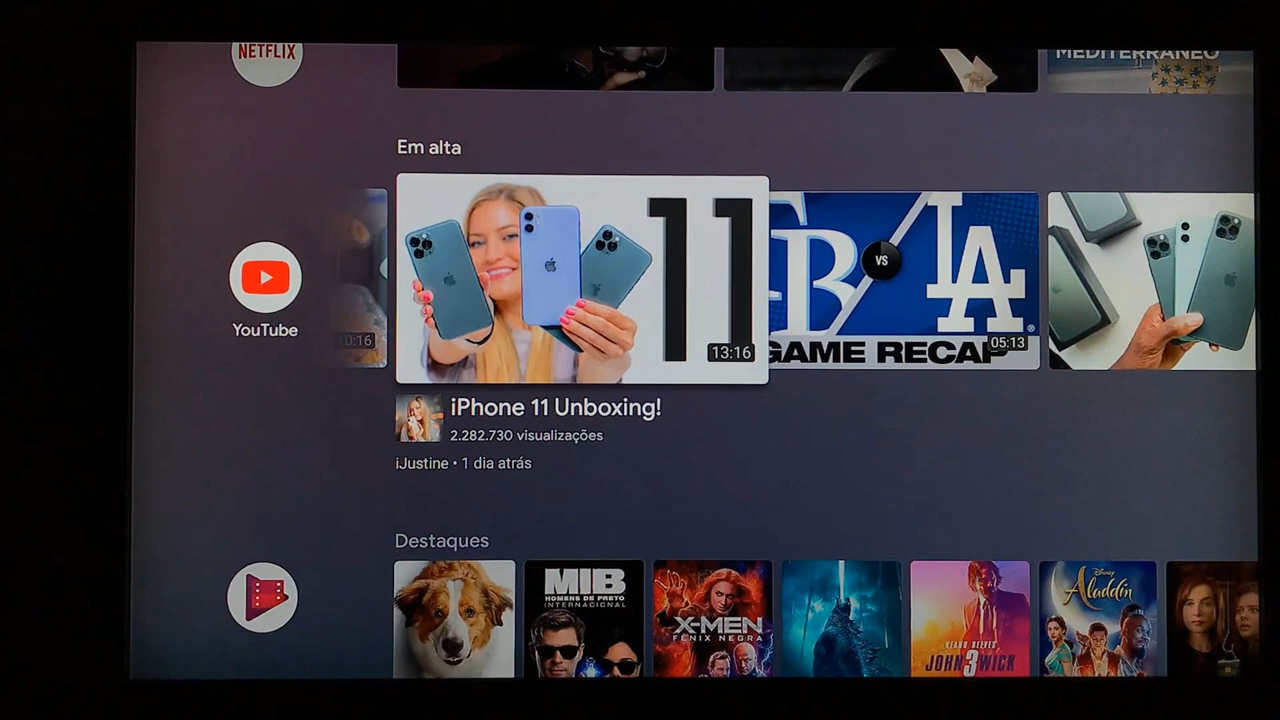 NETFLIX
MEDITERRÂNEO
Em alta
11
13:16
10:16
B
VS
LA
GAME RECAP
05:13
YouTube
iPhone 11 Unboxing!
2.282.730 visualizações
iJustine • 1 dia atrás
Destaques
MIB
HOMENS DE PRETO
INTERNACIONAL
X-MEN
FÊNIX NEGRA
KEANU REEVES
JOHN WICK
3
Disney
Aladdin